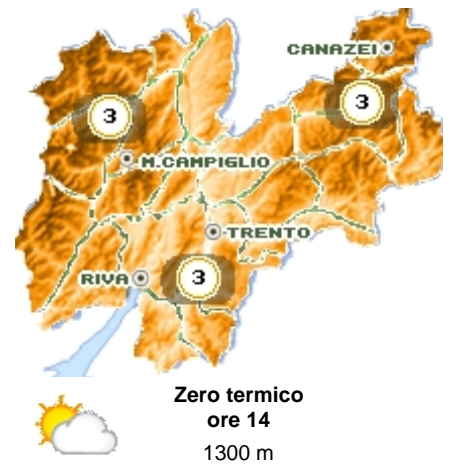 CANAZEI
3
3
M.CAMPIGLIO
TRENTO
RIVA
3
Zero termico
ore 14
1300 m